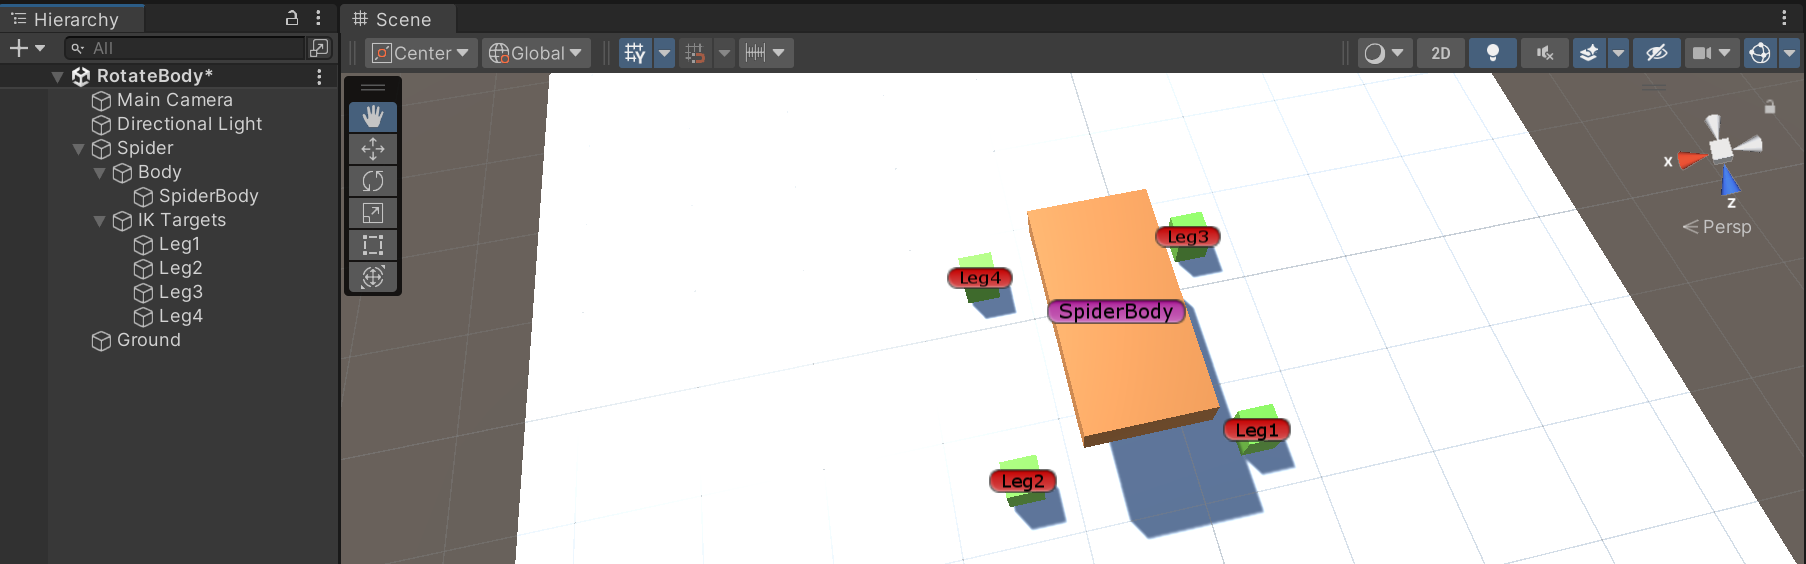 Hierarchy
All
RotateBody*
Main Camera
Directional Light
Spider
Body
SpiderBody
IK Targets
Leg1
Leg2
Leg3
Leg4
Ground
Scene
Center
Global
2D
x
z
Persp
Leg3
Leg4
SpiderBody
Leg1
Leg2